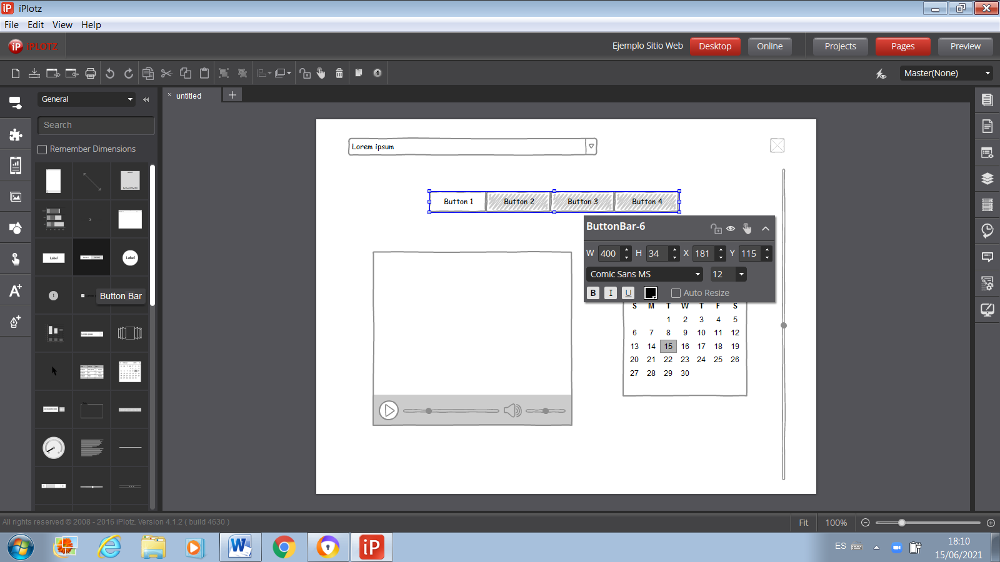 iPlotz
File Edit View Help
iP iPLOTZ
Ejemplo Sitio Web Desktop Online Projects Pages Preview
Master(None)
General
untitled
Search
Remember Dimensions
Lorem ipsum
Button 1 Button 2 Button 3 Button 4
ButtonBar-6
W 400 H 34 X 181 Y 115
Comic Sans MS 12
B I U Auto Resize
Label Label
Button Bar
S M T W T F S
1 2 3 4 5
6 7 8 9 10 11 12
13 14 15 16 17 18 19
20 21 22 23 24 25 26
27 28 29 30
All rights reserved © 2008 - 2016 iPlotz. Version 4.1.2 ( build 4630 )
Fit 100%
iP
ES
18:10
15/06/2021